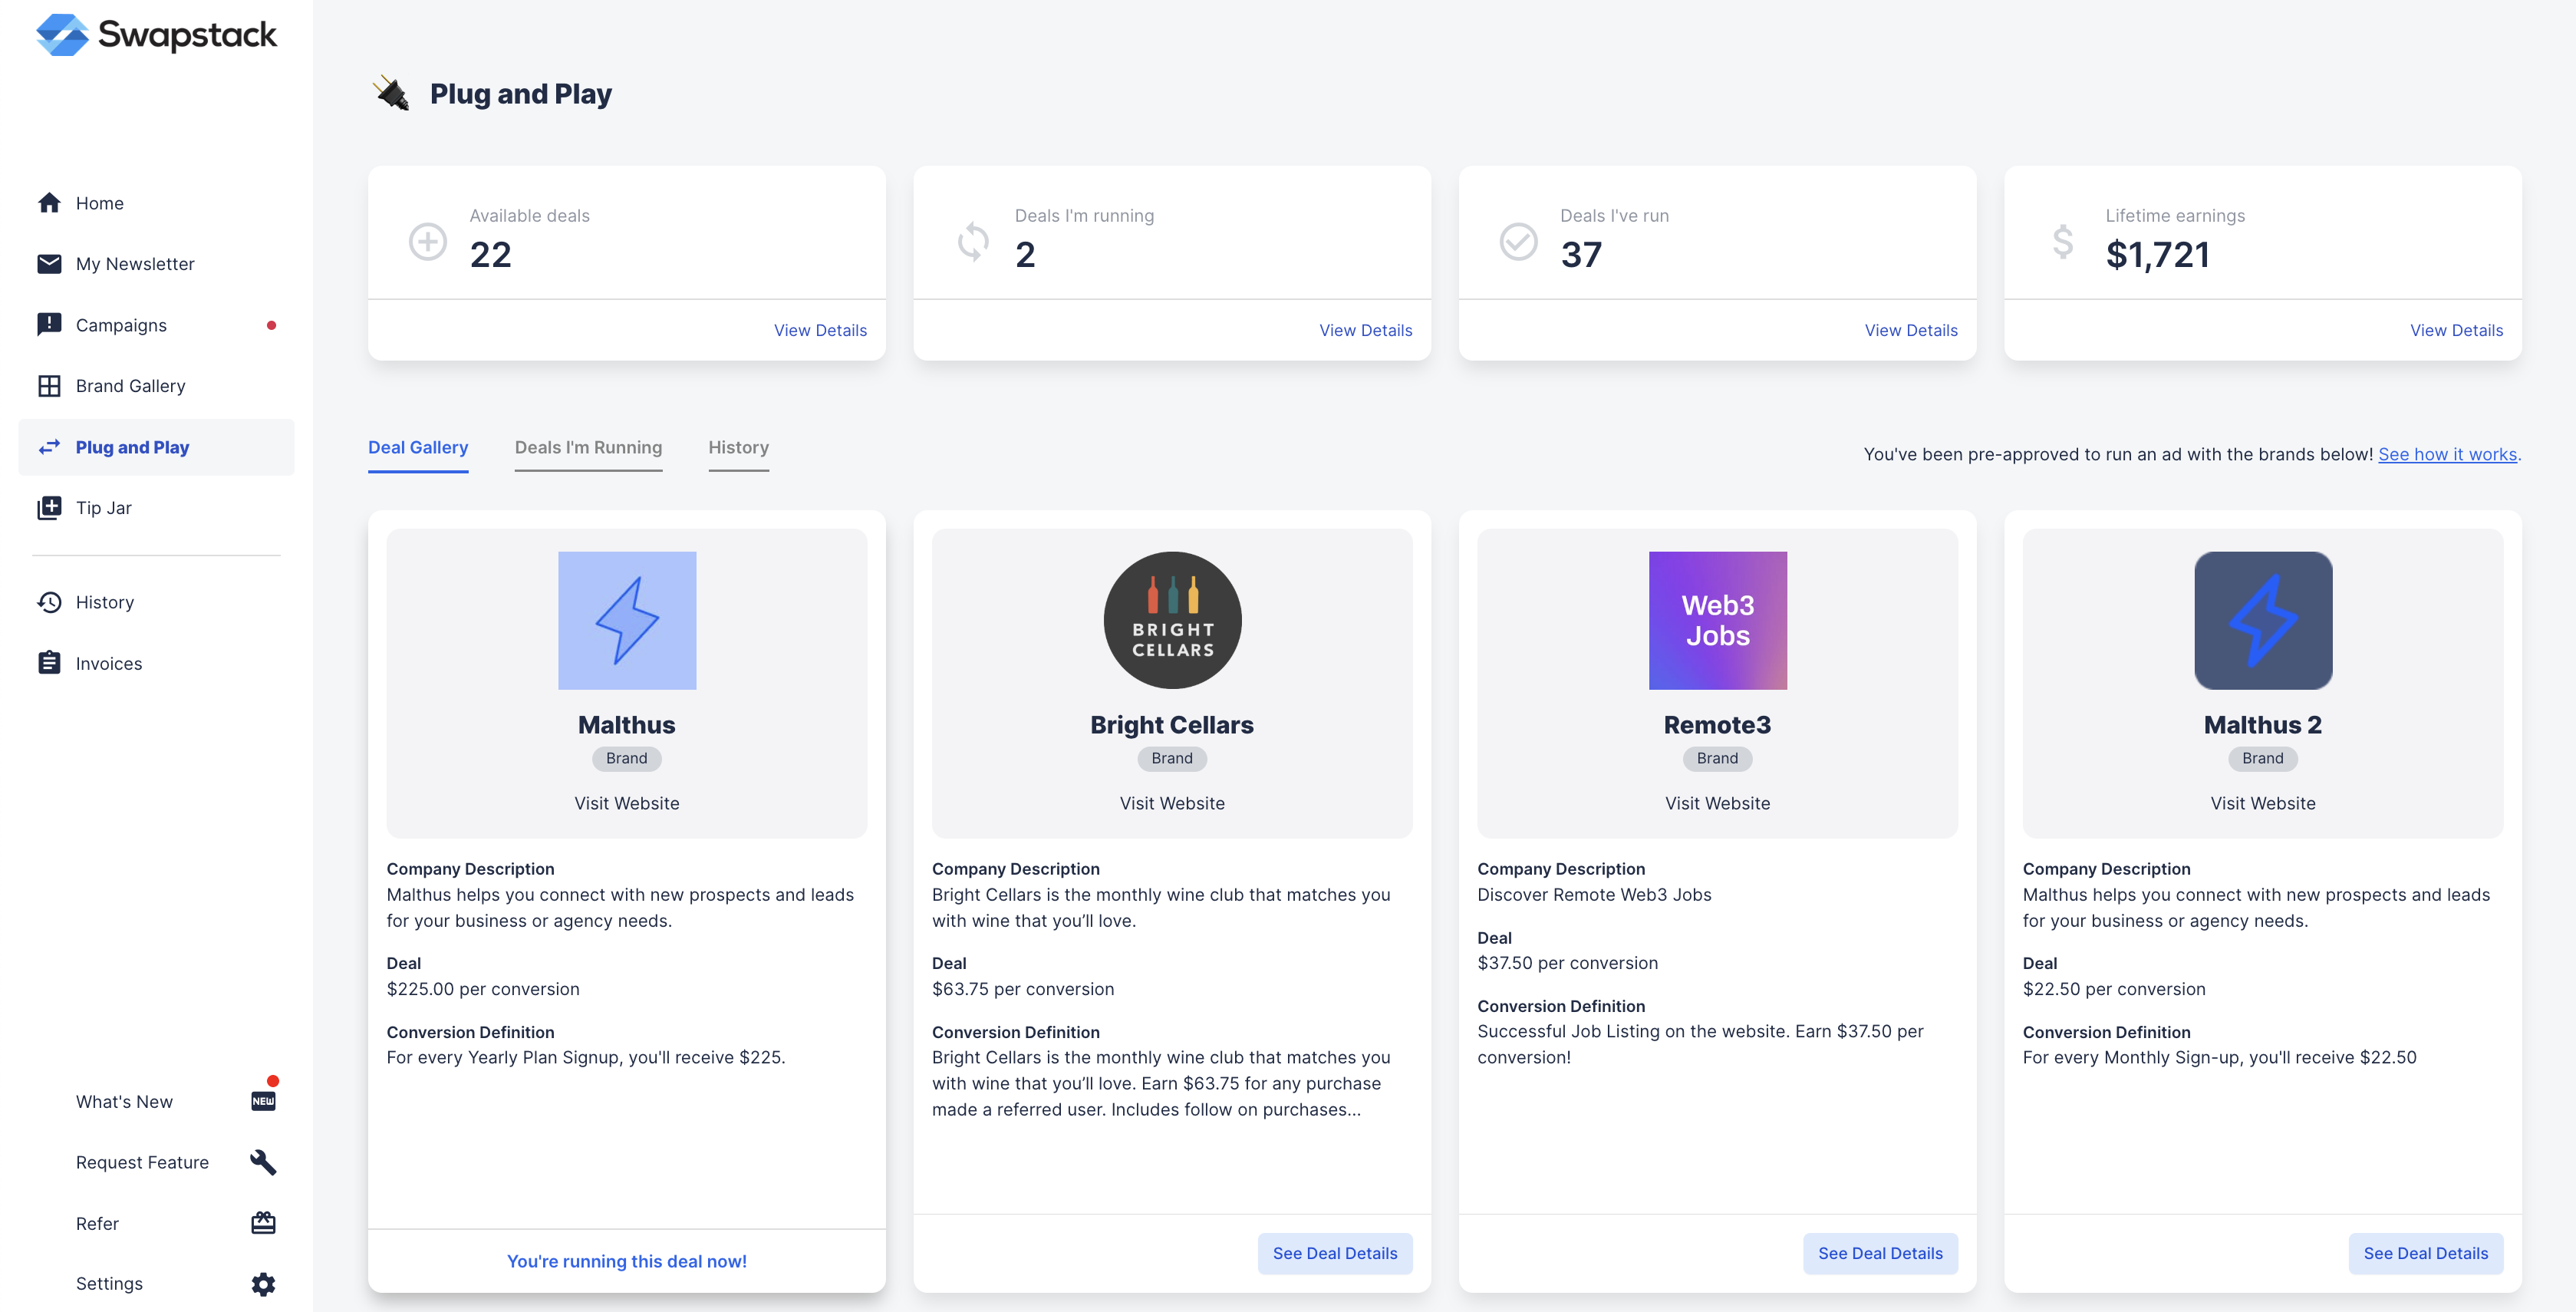 Swapstack
Home
My Newsletter
Campaigns
Brand Gallery
Plug and Play
Tip Jar
History
Invoices
What's New
NEW
Request Feature
Refer
Settings
Plug and Play
Available deals
22
View Details
Deals I'm running
2
View Details
Deals I've run
37
View Details
Lifetime earnings
$1,721
View Details
Deal Gallery
Deals I'm Running
History
You've been pre-approved to run an ad with the brands below! See how it works.
Malthus
Brand
Visit Website
Company Description
Malthus helps you connect with new prospects and leads
for your business or agency needs.
Deal
$225.00 per conversion
Conversion Definition
For every Yearly Plan Signup, you'll receive $225.
You're running this deal now!
BRIGHT
CELLARS
Bright Cellars
Brand
Visit Website
Company Description
Bright Cellars is the monthly wine club that matches you
with wine that you’ll love.
Deal
$63.75 per conversion
Conversion Definition
Bright Cellars is the monthly wine club that matches you
with wine that you’ll love. Earn $63.75 for any purchase
made a referred user. Includes follow on purchases...
See Deal Details
Web3
Jobs
Remote3
Brand
Visit Website
Company Description
Discover Remote Web3 Jobs
Deal
$37.50 per conversion
Conversion Definition
Successful Job Listing on the website. Earn $37.50 per
conversion!
See Deal Details
Malthus 2
Brand
Visit Website
Company Description
Malthus helps you connect with new prospects and leads
for your business or agency needs.
Deal
$22.50 per conversion
Conversion Definition
For every Monthly Sign-up, you'll receive $22.50
See Deal Details